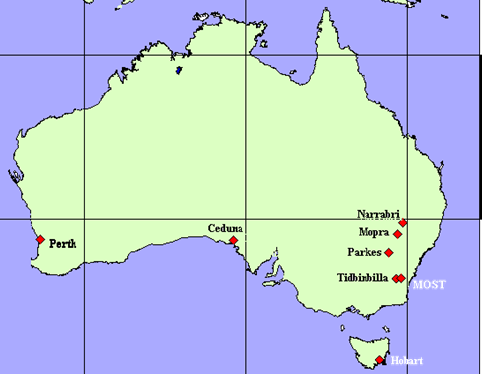 Narrabri
Ceduna
Mopra
Perth
Parkes
Tidbinbilla
MOST
Hobart